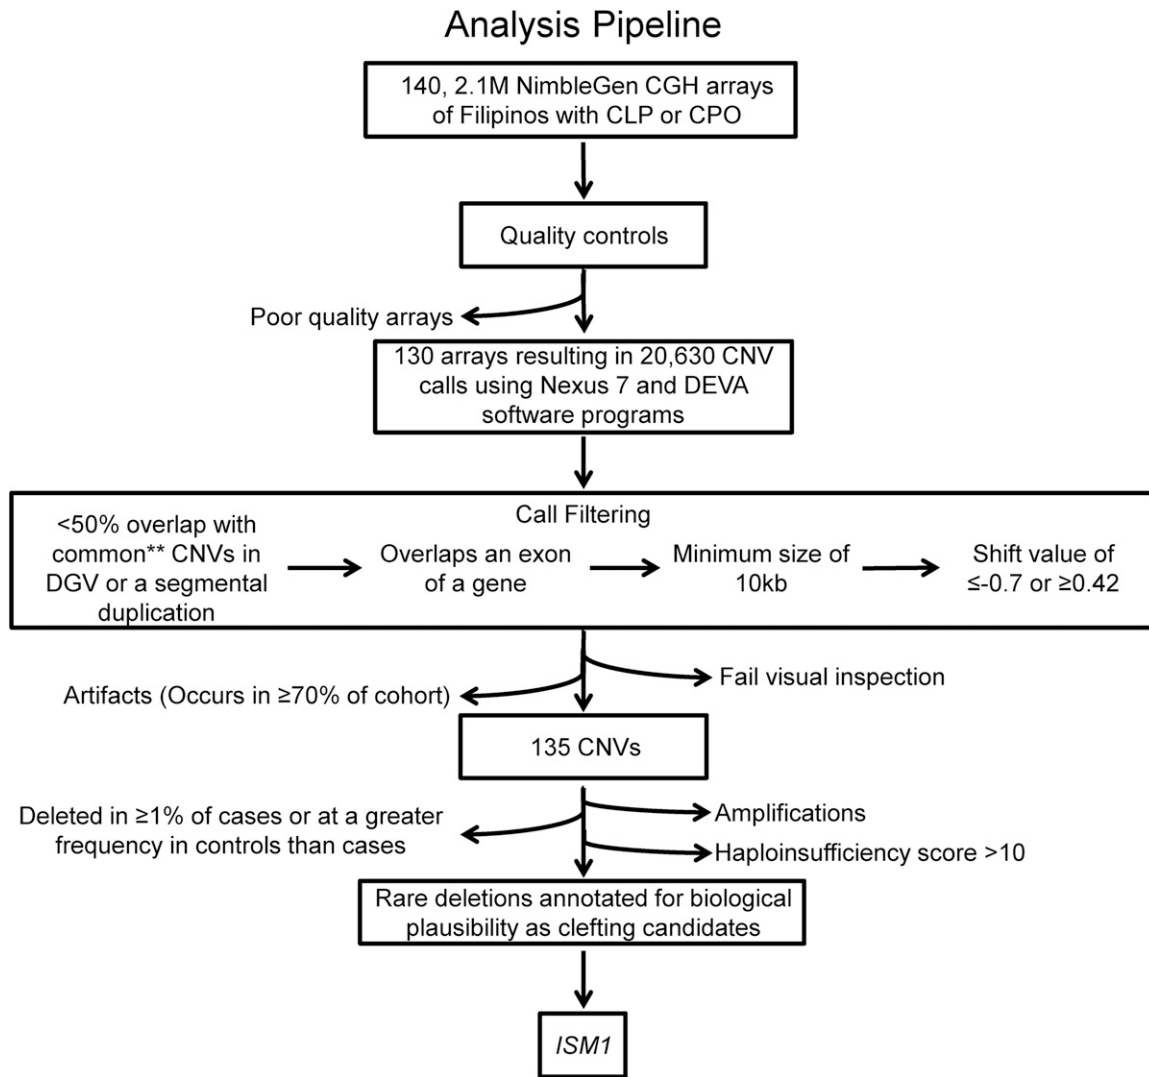 Analysis Pipeline
140, 2.1M NimbleGen CGH arrays
of Filipinos with CLP or CPO
Quality controls
Poor quality arrays
130 arrays resulting in 20,630 CNV
calls using Nexus 7 and DEVA
software programs
Call Filtering
<50% overlap with
common** CNVs in
DGV or a segmental
duplication
Overlaps an exon
of a gene
Minimum size of
10kb
Shift value of
≤-0.7 or ≥0.42
Fail visual inspection
Artifacts (Occurs in ≥70% of cohort)
135 CNVs
Deleted in ≥1% of cases or at a greater
frequency in controls than cases
Amplifications
Haploinsufficiency score >10
Rare deletions annotated for biological
plausibility as clefting candidates
ISM1